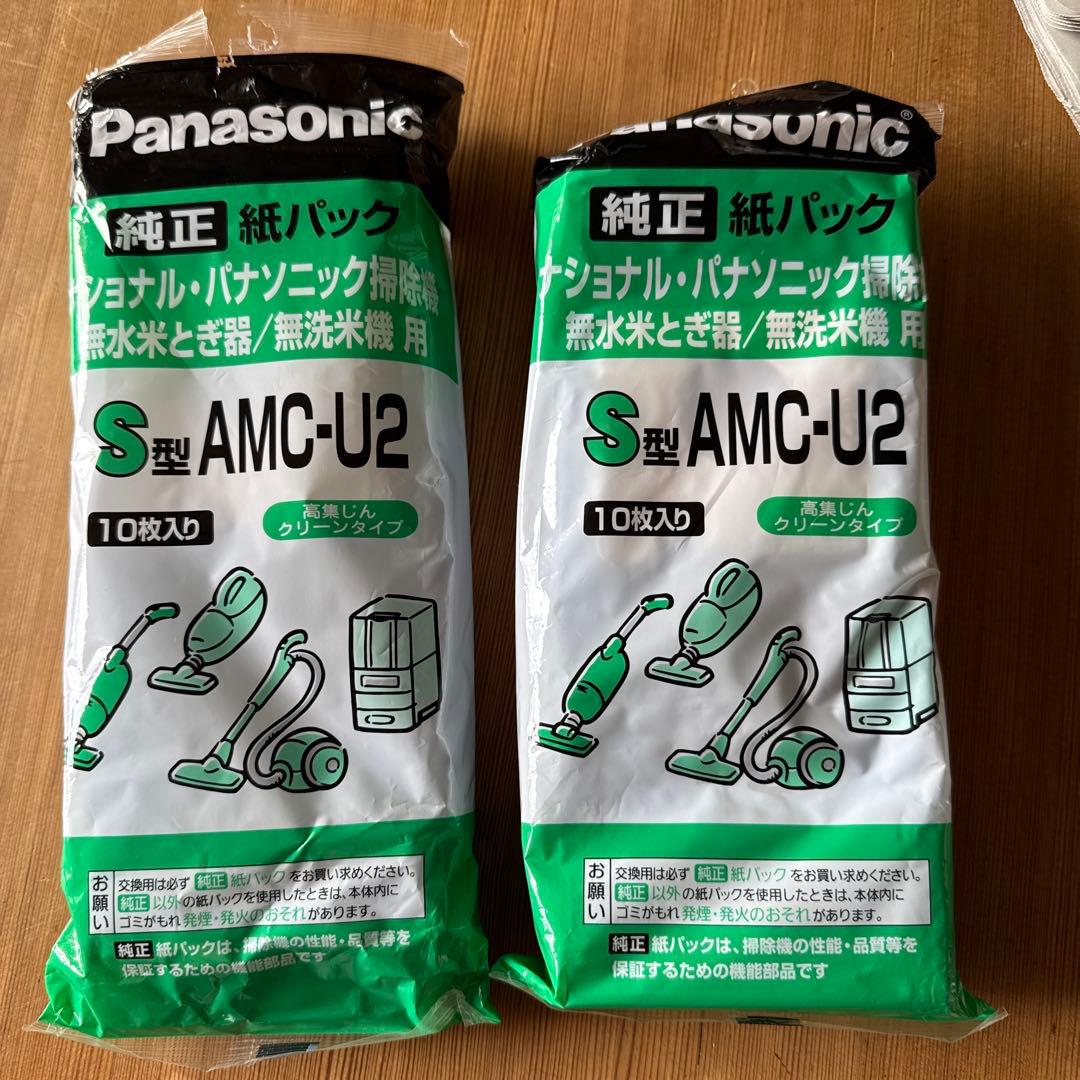 Panasonic
純正 紙パック
ショナル・パナソニック掃除機
無水米とぎ器/無洗米機 用
S型 AMC-U2
10枚入り
高集じん
クリーンタイプ
お願い
交換用は必ず 純正 紙パック をお買い求めください。
純正 以外 の紙パックを使用したときは、本体内に
ゴミがもれ 発煙・発火のおそれ があります。
純正 紙パックは、掃除機の性能・品質等を
保証するための機能部品です
Panasonic®
純正 紙パック
ナショナル・パナソニック掃除
無水米とぎ器/無洗米機 用
S型 AMC-U2
10枚入り
高集じん
クリーンタイプ
お願い
交換用は必ず 純正 紙パック をお買い求めください。
純正 以外 の紙パックを使用したときは、本体内に
ゴミがもれ 発煙・発火のおそれ があります。
純正 紙パックは、掃除機の性能・品質等を
保証するための機能部品です